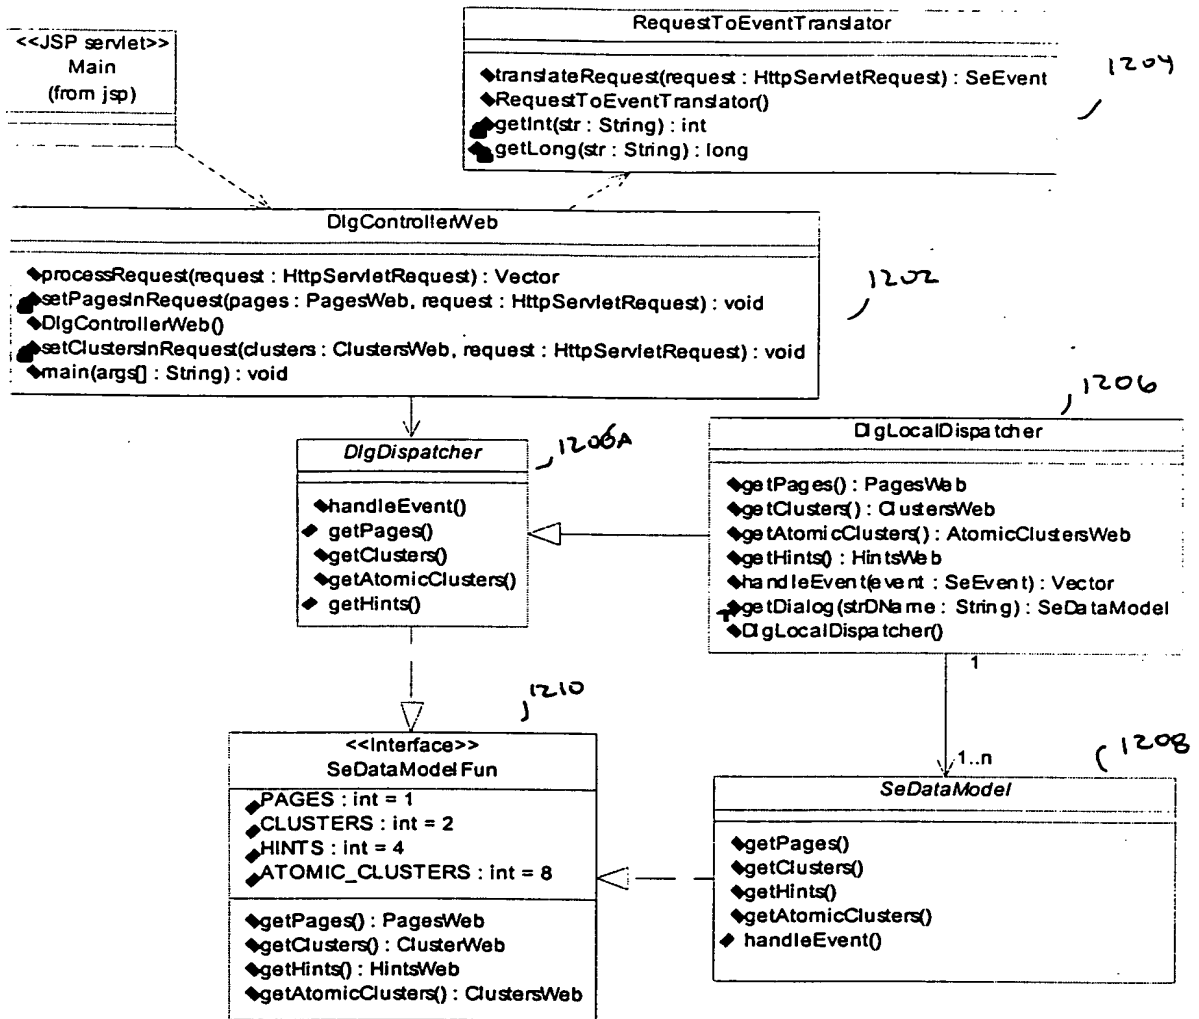 <<JSP servlet>>
Main
(from jsp)
RequestToEventTranslator
translateRequest(request : HttpServletRequest) : SeEvent
RequestToEventTranslator()
getInt(str : String) : int
getLong(str : String) : long
1204
DlgControllerWeb
processRequest(request : HttpServletRequest) : Vector
setPagesInRequest(pages : PagesWeb, request : HttpServletRequest) : void
DlgControllerWeb()
setClustersInRequest(clusters : ClustersWeb, request : HttpServletRequest) : void
main(args[] : String) : void
1202
DlgDispatcher
handleEvent()
getPages()
getClusters()
getAtomicClusters()
getHints()
1206A
DlgLocalDispatcher
getPages() : PagesWeb
getClusters() : ClustersWeb
getAtomicClusters() : AtomicClustersWeb
getHints() : HintsWeb
handleEvent(event : SeEvent) : Vector
getDialog(strDName : String) : SeDataModel
DlgLocalDispatcher()
1206
1
1..n
<<Interface>>
SeDataModelFun
PAGES : int = 1
CLUSTERS : int = 2
HINTS : int = 4
ATOMIC_CLUSTERS : int = 8
getPages() : PagesWeb
getClusters() : ClusterWeb
getHints() : HintsWeb
getAtomicClusters() : ClustersWeb
1210
SeDataModel
getPages()
getClusters()
getHints()
getAtomicClusters()
handleEvent()
1208